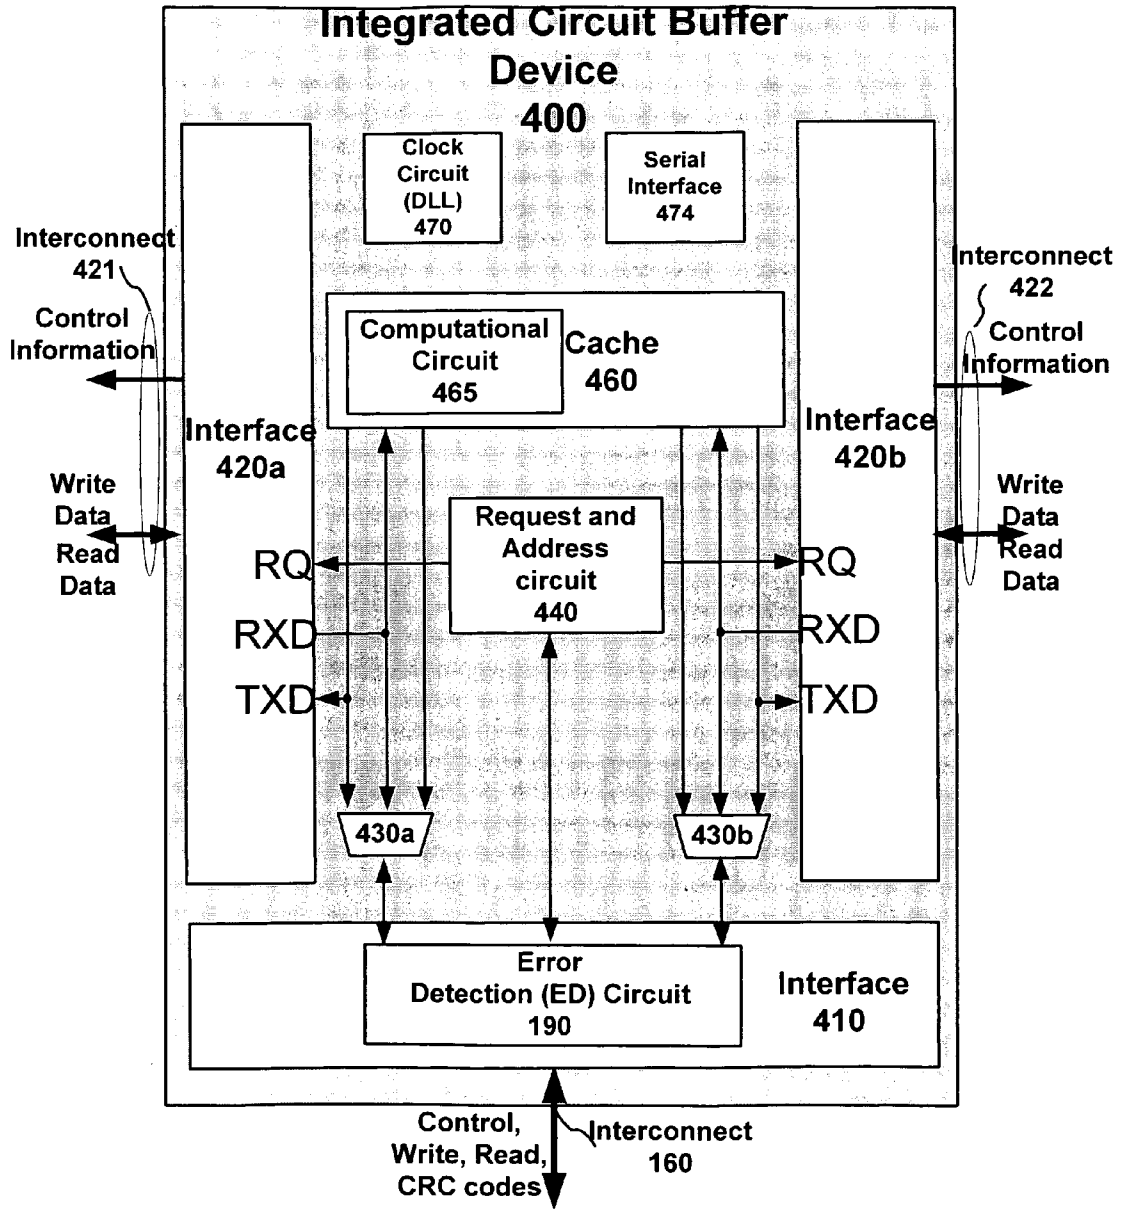 Integrated Circuit Buffer
Device
400
Clock
Circuit
(DLL)
470
Serial
Interface
474
Interconnect
421
Interconnect
422
Control
Information
Control
Information
Computational
Circuit
465
Cache
460
Interface
420a
Interface
420b
Write
Data
Read
Data
Write
Data
Read
Data
Request and
Address
circuit
440
RQ
RQ
RXD
RXD
TXD
TXD
430a
430b
Error
Detection (ED) Circuit
190
Interface
410
Control,
Write, Read,
CRC codes
Interconnect
160